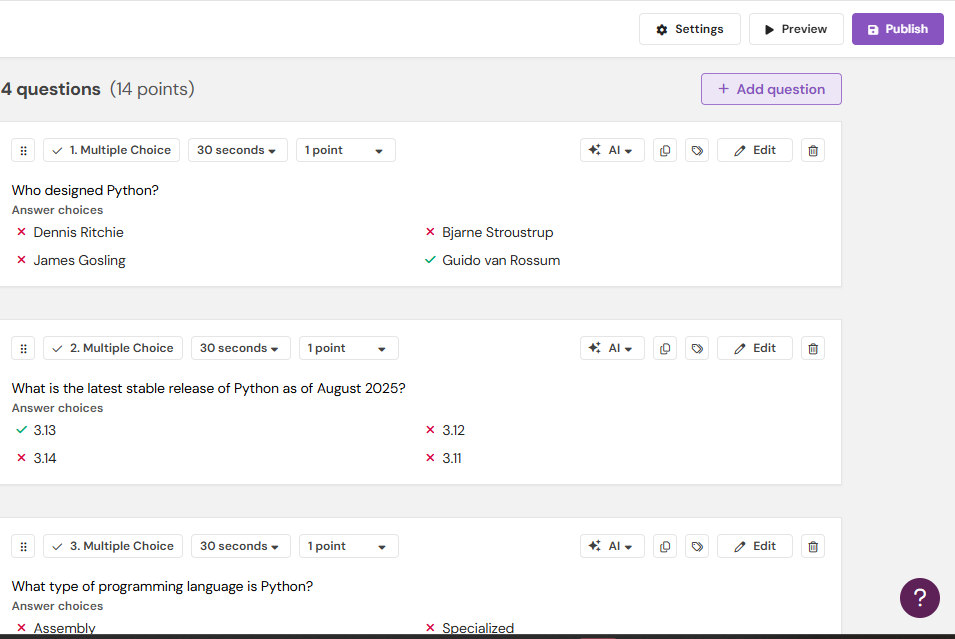 Settings Preview Publish
4 questions (14 points) + Add question
1. Multiple Choice 30 seconds 1 point AI Edit
Who designed Python?
Answer choices
Dennis Ritchie Bjarne Stroustrup
James Gosling Guido van Rossum
2. Multiple Choice 30 seconds 1 point AI Edit
What is the latest stable release of Python as of August 2025?
Answer choices
3.13 3.12
3.14 3.11
3. Multiple Choice 30 seconds 1 point AI Edit
What type of programming language is Python?
Answer choices
Assembly Specialized
?